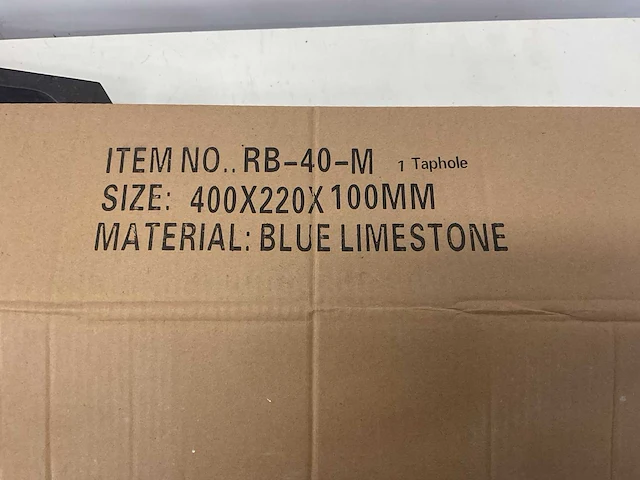 ITEM NO.. RB-40-M 1 Taphole
SIZE: 400X220X100MM
MATERIAL: BLUE LIMESTONE